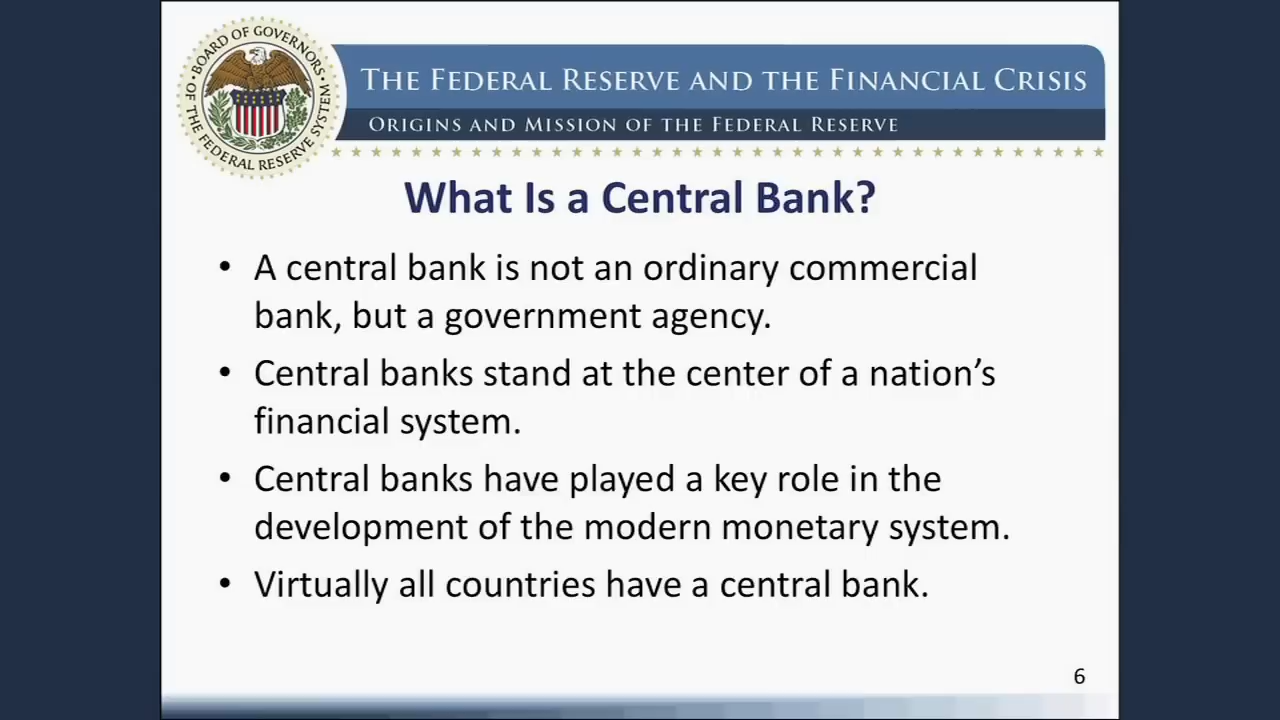 BOARD OF GOVERNORS
OF THE FEDERAL RESERVE SYSTEM
THE FEDERAL RESERVE AND THE FINANCIAL CRISIS
ORIGINS AND MISSION OF THE FEDERAL RESERVE
What Is a Central Bank?
• A central bank is not an ordinary commercial
bank, but a government agency.
• Central banks stand at the center of a nation’s
financial system.
• Central banks have played a key role in the
development of the modern monetary system.
• Virtually all countries have a central bank.
6